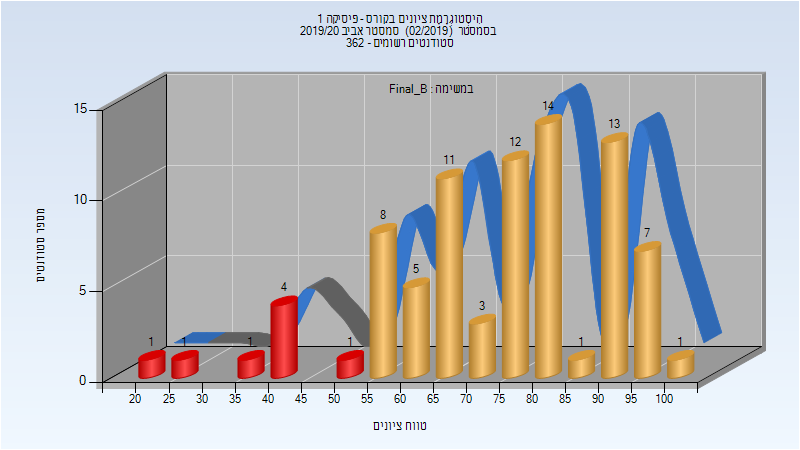 היסטוגרמת ציונים בקורס - פיסיקה 1
בסמסטר (02/2019) סמסטר אביב 2019/20
סטודנטים רשומים - 362
במשימה : Final_B
מספר סטודנטים
15
10
5
0
1
1
1
4
1
8
5
11
3
12
14
1
13
7
1
20 25 30 35 40 45 50 55 60 65 70 75 80 85 90 95 100
טווח ציונים